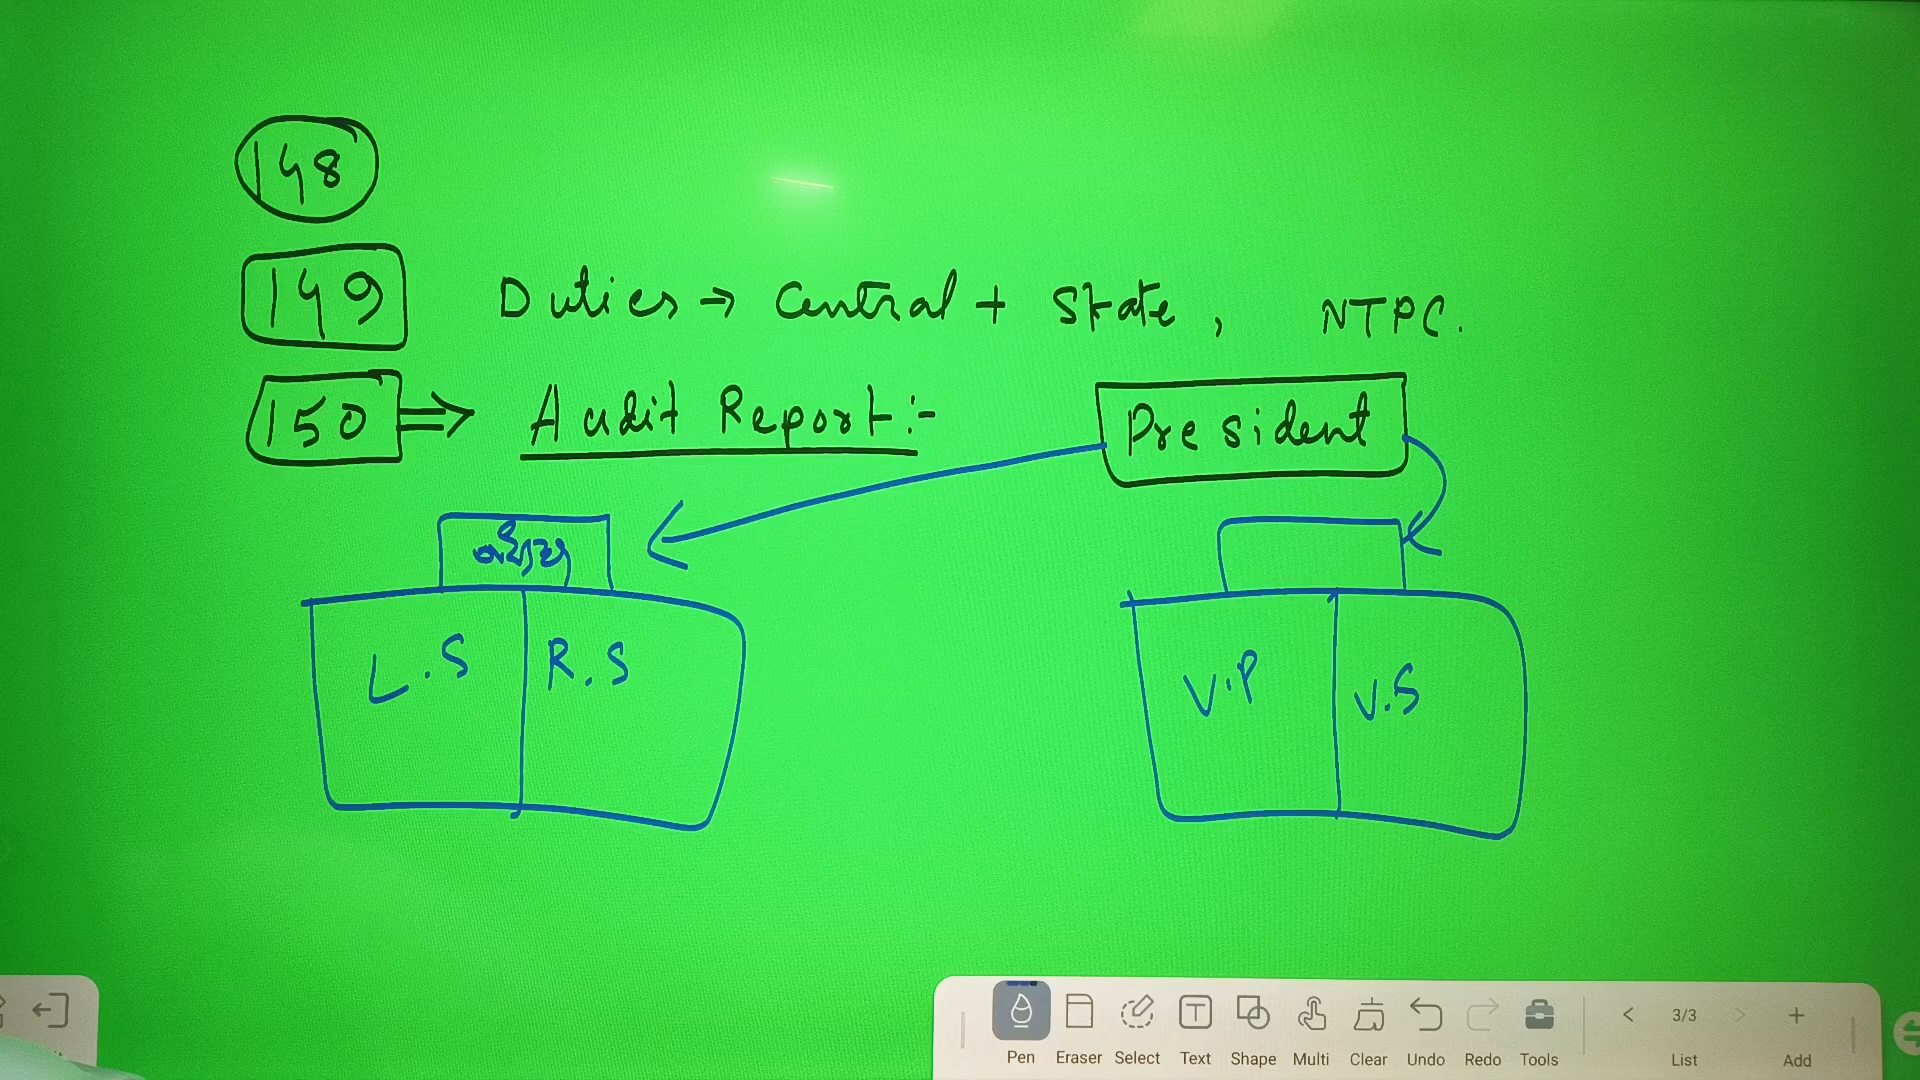 148
149 Duties → Central + State, NTPC.
150 ⇒ Audit Report:- President
L.S R.S
V.P V.S
Pen Eraser Select Text Shape Multi Clear Undo Redo Tools < 3/3 > +
List Add